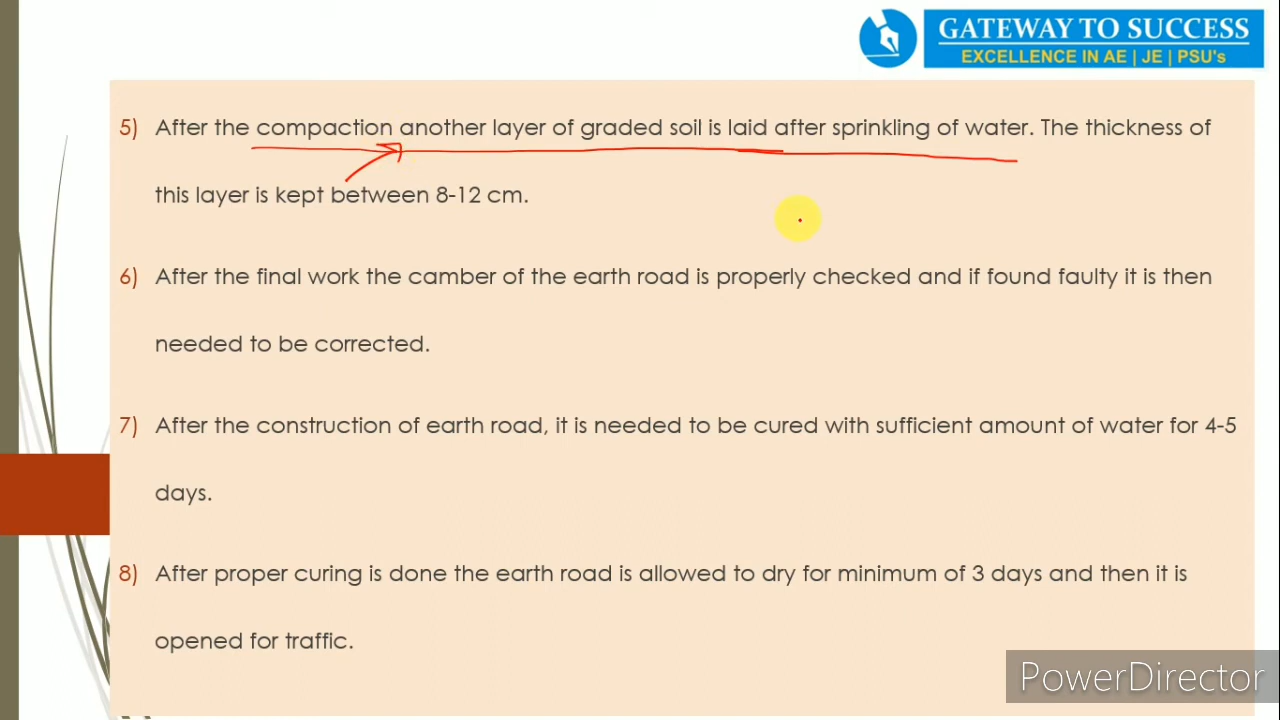 GATEWAY TO SUCCESS
EXCELLENCE IN AE | JE | PSU's
5) After the compaction another layer of graded soil is laid after sprinkling of water. The thickness of
this layer is kept between 8-12 cm.
6) After the final work the camber of the earth road is properly checked and if found faulty it is then
needed to be corrected.
7) After the construction of earth road, it is needed to be cured with sufficient amount of water for 4-5
days.
8) After proper curing is done the earth road is allowed to dry for minimum of 3 days and then it is
opened for traffic.
PowerDirector